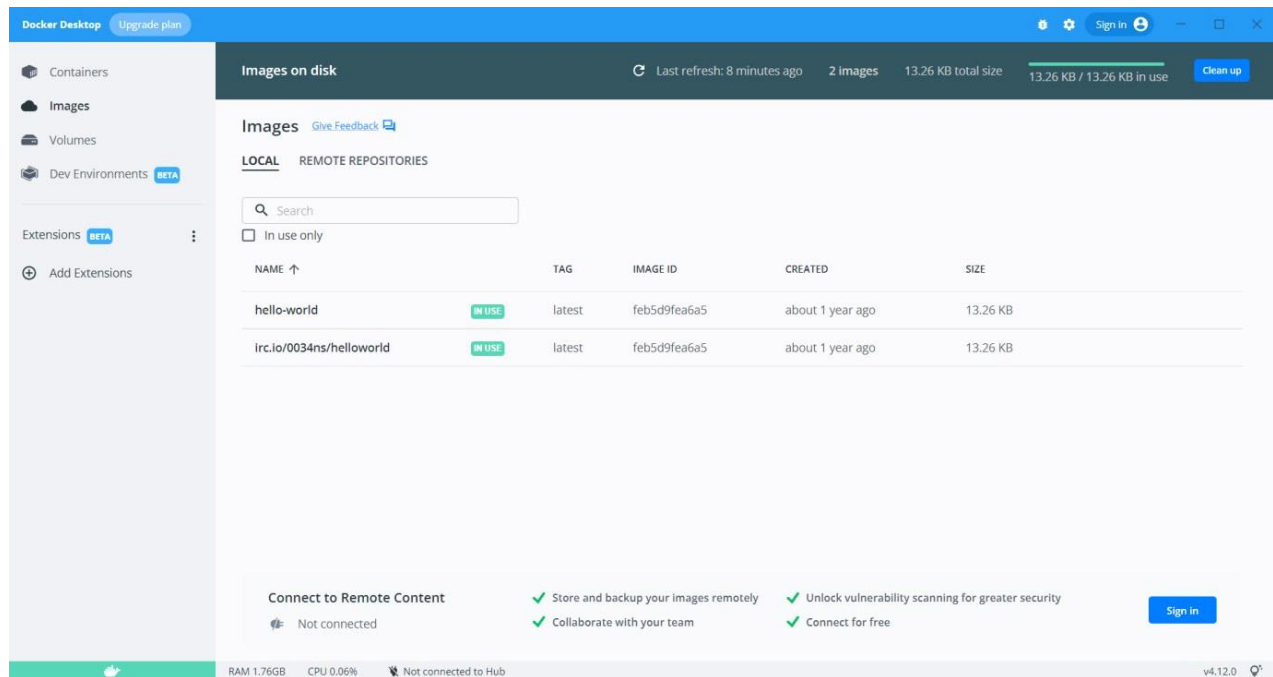 Docker Desktop Upgrade plan Sign in
Containers
Images
Volumes
Dev Environments BETA
Extensions BETA
Add Extensions
Images on disk Last refresh: 8 minutes ago 2 images 13.26 KB total size 13.26 KB / 13.26 KB in use Clean up
Images Give Feedback
LOCAL REMOTE REPOSITORIES
Search
In use only
NAME TAG IMAGE ID CREATED SIZE
hello-world IN USE latest feb5d9fea6a5 about 1 year ago 13.26 KB
irc.io/0034ns/helloworld IN USE latest feb5d9fea6a5 about 1 year ago 13.26 KB
Connect to Remote Content
Not connected
Store and backup your images remotely
Collaborate with your team
Unlock vulnerability scanning for greater security
Connect for free
Sign in
RAM 1.76GB CPU 0.06% Not connected to Hub v4.12.0